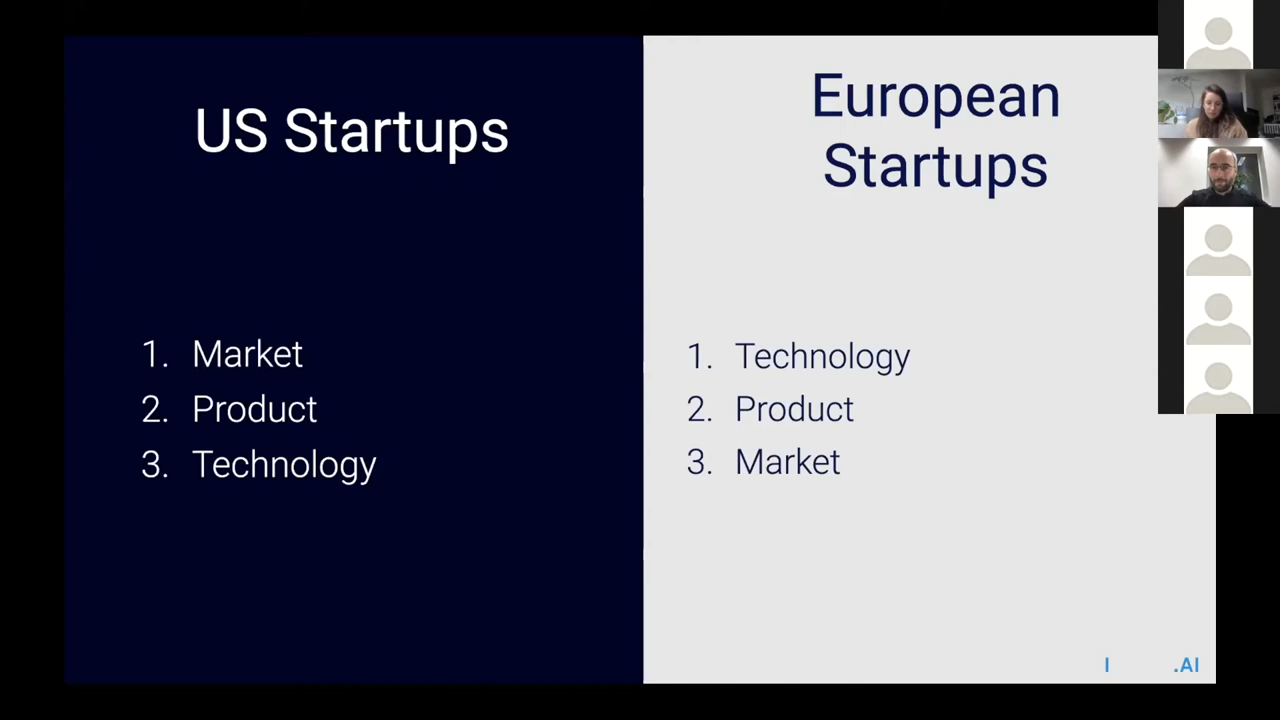 US Startups
1. Market
2. Product
3. Technology
European
Startups
1. Technology
2. Product
3. Market
I .AI